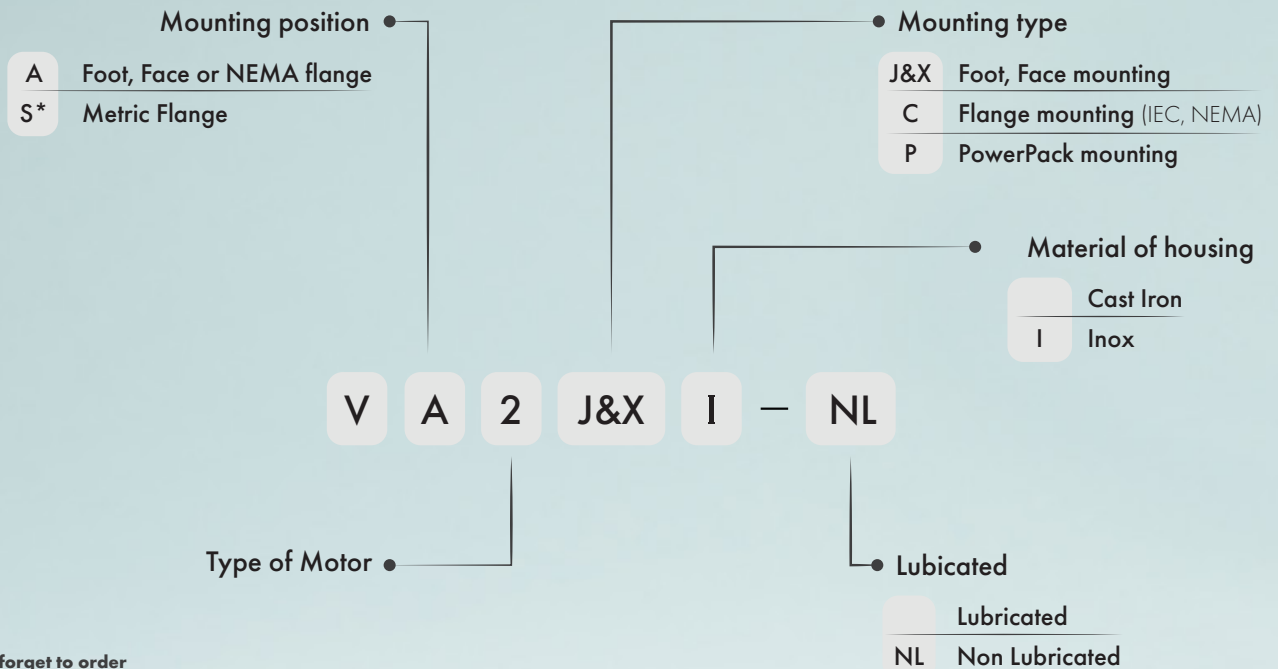 Mounting position
A Foot, Face or NEMA flange
S* Metric Flange
Mounting type
J&X Foot, Face mounting
C Flange mounting (IEC, NEMA)
P PowerPack mounting
Material of housing
Cast Iron
I Inox
V A 2 J&X I – NL
Type of Motor
Lubicated
Lubricated
NL Non Lubricated
forget to order